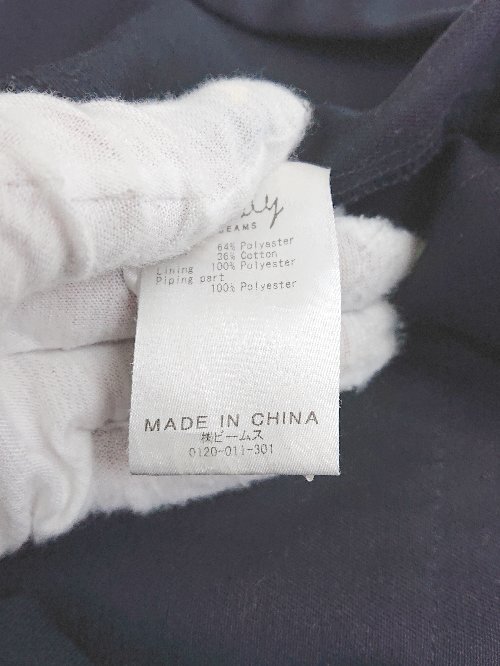 BEAMS
64% Polyester
36% Cotton
Lining 100% Polyester
Piping part
100% Polyester
MADE IN CHINA
㈱ビームス
0120-011-301